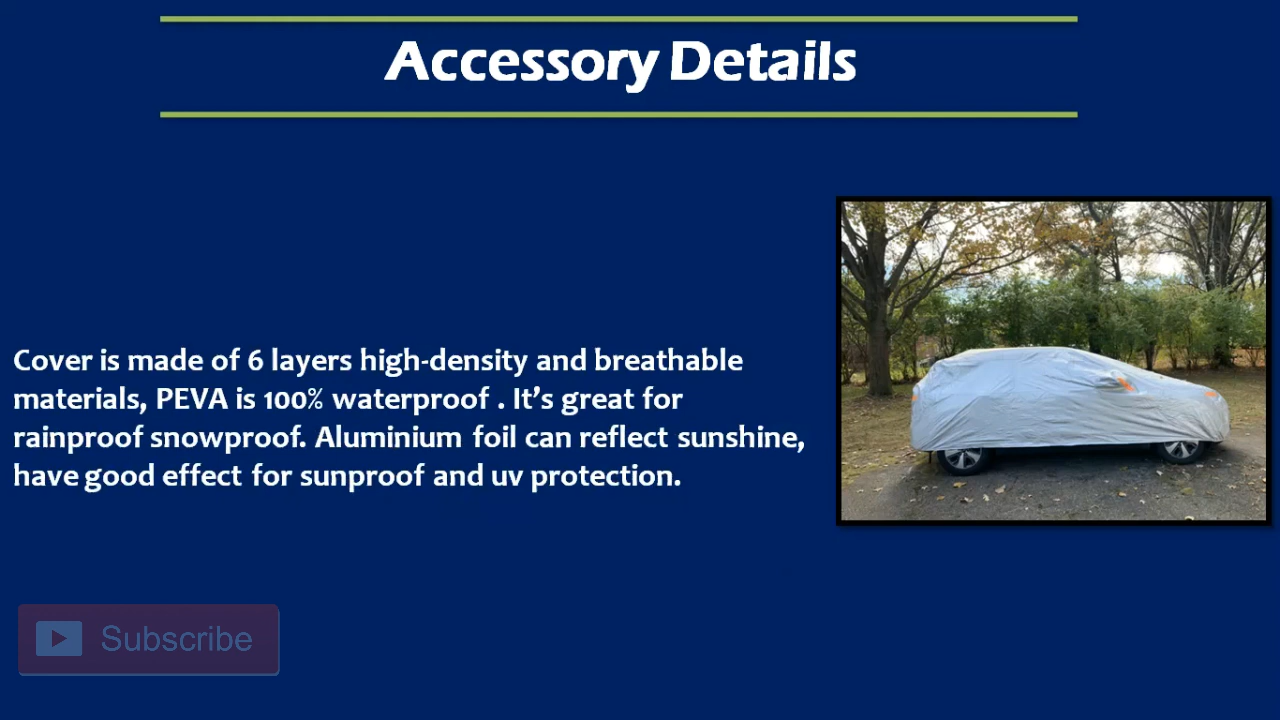 Accessory Details
Cover is made of 6 layers high-density and breathable
materials, PEVA is 100% waterproof . It’s great for
rainproof snowproof. Aluminium foil can reflect sunshine,
have good effect for sunproof and uv protection.
Subscribe